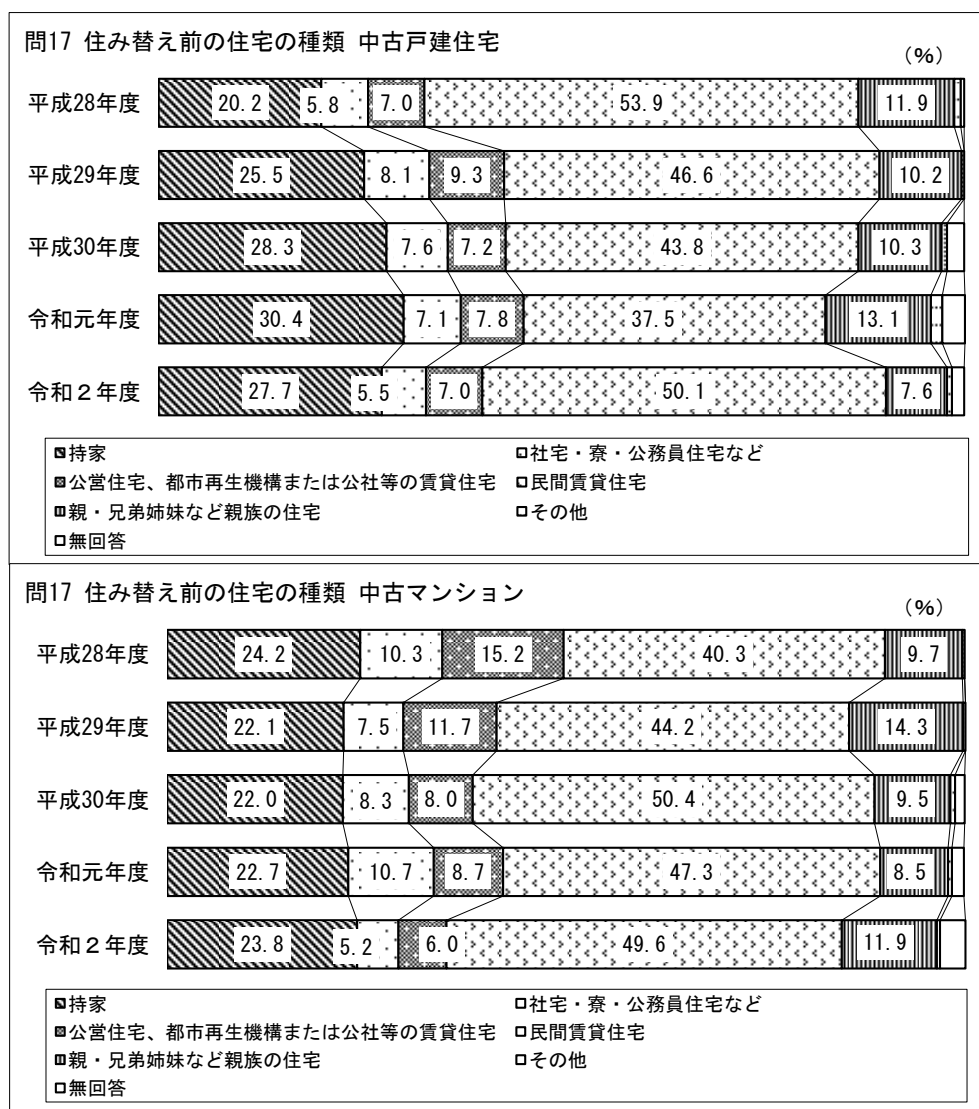 問17 住み替え前の住宅の種類 中古戸建住宅
(%)
平成28年度 20.2 5.8 7.0 53.9 11.9
平成29年度 25.5 8.1 9.3 46.6 10.2
平成30年度 28.3 7.6 7.2 43.8 10.3
令和元年度 30.4 7.1 7.8 37.5 13.1
令和２年度 27.7 5.5 7.0 50.1 7.6
持家 社宅・寮・公務員住宅など
公営住宅、都市再生機構または公社等の賃貸住宅 民間賃貸住宅
親・兄弟姉妹など親族の住宅 その他
無回答
問17 住み替え前の住宅の種類 中古マンション
(%)
平成28年度 24.2 10.3 15.2 40.3 9.7
平成29年度 22.1 7.5 11.7 44.2 14.3
平成30年度 22.0 8.3 8.0 50.4 9.5
令和元年度 22.7 10.7 8.7 47.3 8.5
令和２年度 23.8 5.2 6.0 49.6 11.9
持家 社宅・寮・公務員住宅など
公営住宅、都市再生機構または公社等の賃貸住宅 民間賃貸住宅
親・兄弟姉妹など親族の住宅 その他
無回答